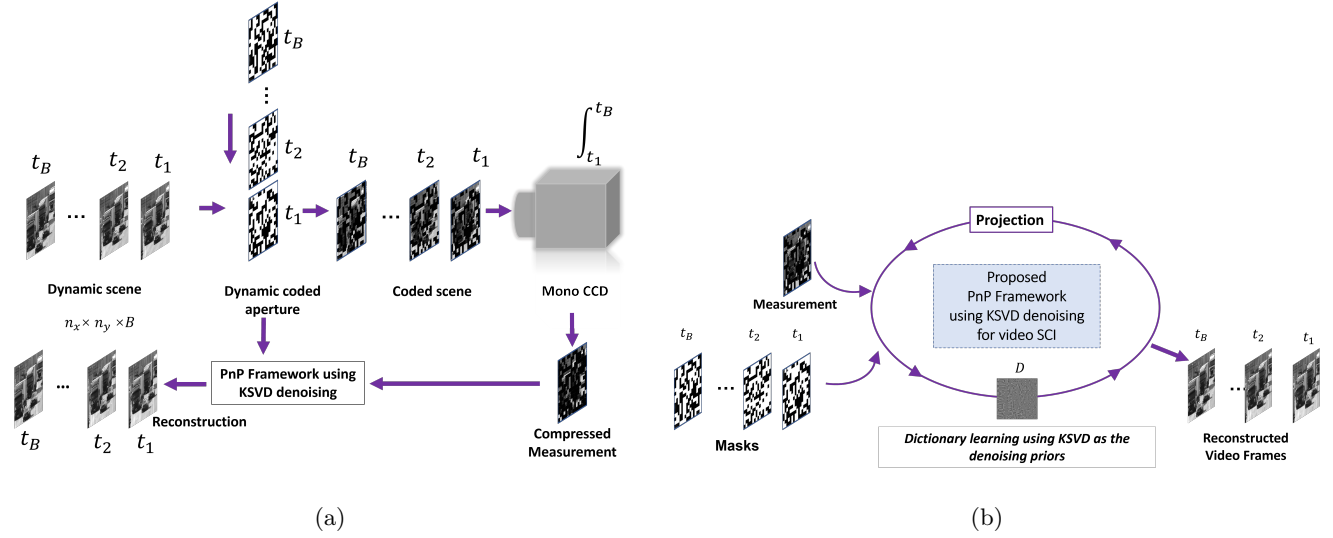 t_B
⋮
t_2
t_1
t_B
...
t_2
t_1
t_B
...
t_2
t_1
∫_{t_1}^{t_B}
Dynamic scene
Dynamic coded
aperture
Coded scene
Mono CCD
n_x × n_y × B
...
PnP Framework using
KSVD denoising
Reconstruction
t_B
t_2
t_1
Compressed
Measurement
(a)
Projection
Measurement
Proposed
PnP Framework
using KSVD denoising
for video SCI
t_B
t_2
t_1
...
Masks
D
Dictionary learning using KSVD as the
denoising priors
t_B
t_2
t_1
...
Reconstructed
Video Frames
(b)